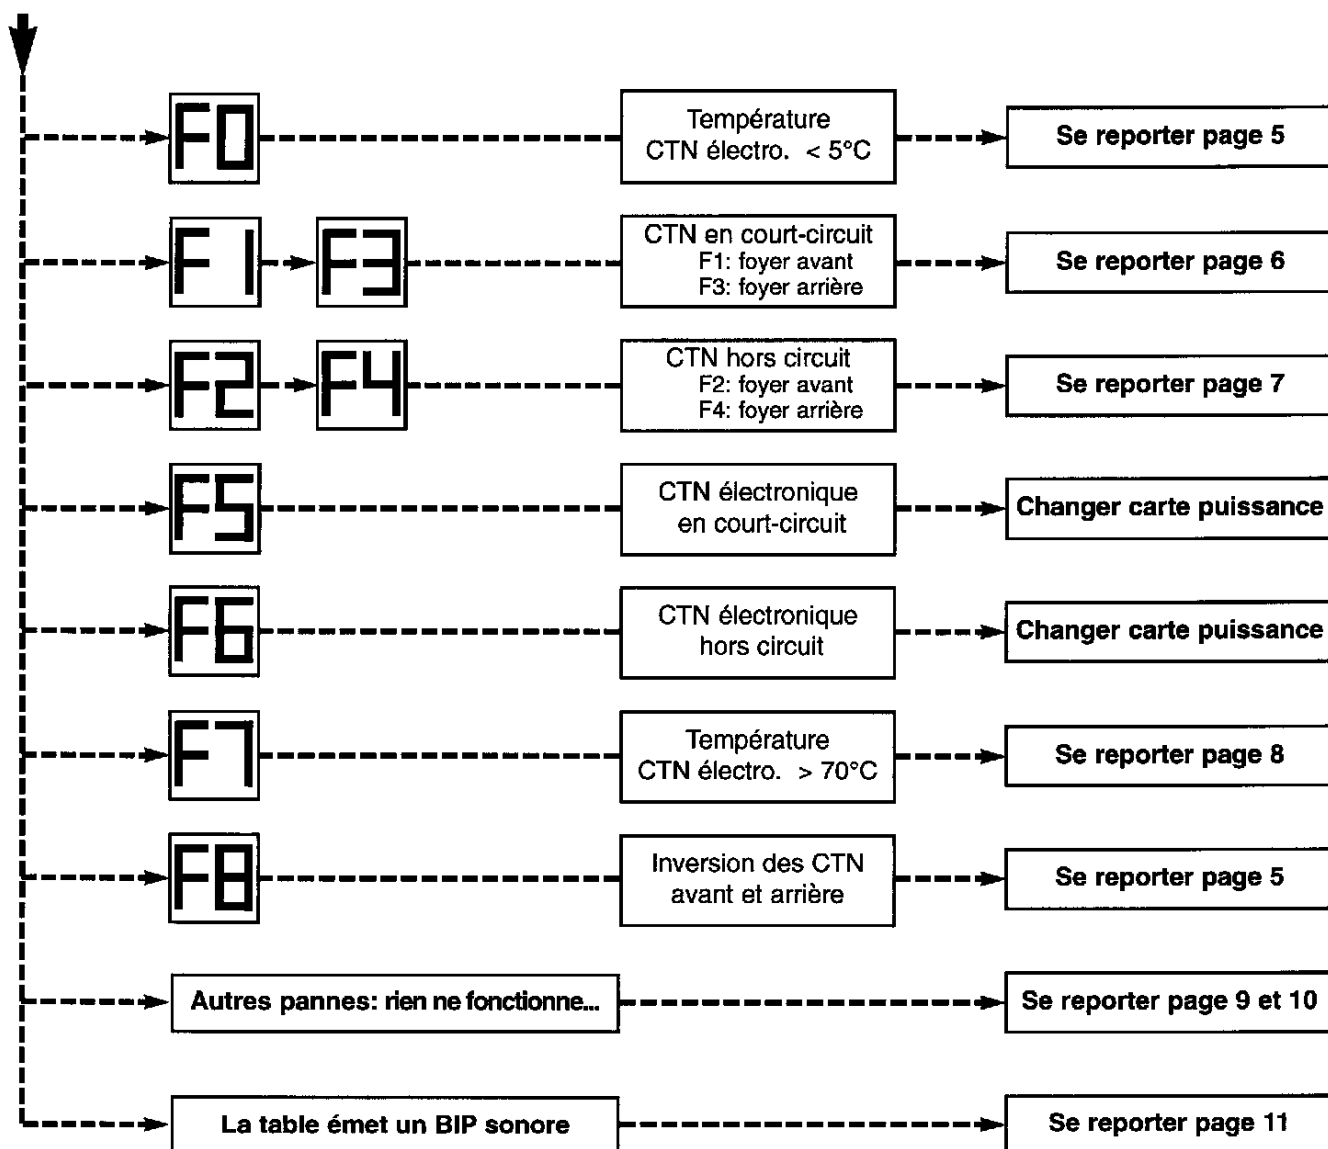 F0
Température
CTN électro. < 5°C
Se reporter page 5
F1
F3
CTN en court-circuit
F1: foyer avant
F3: foyer arrière
Se reporter page 6
F2
F4
CTN hors circuit
F2: foyer avant
F4: foyer arrière
Se reporter page 7
F5
CTN électronique
en court-circuit
Changer carte puissance
F6
CTN électronique
hors circuit
Changer carte puissance
F7
Température
CTN électro. > 70°C
Se reporter page 8
F8
Inversion des CTN
avant et arrière
Se reporter page 5
Autres pannes: rien ne fonctionne...
Se reporter page 9 et 10
La table émet un BIP sonore
Se reporter page 11